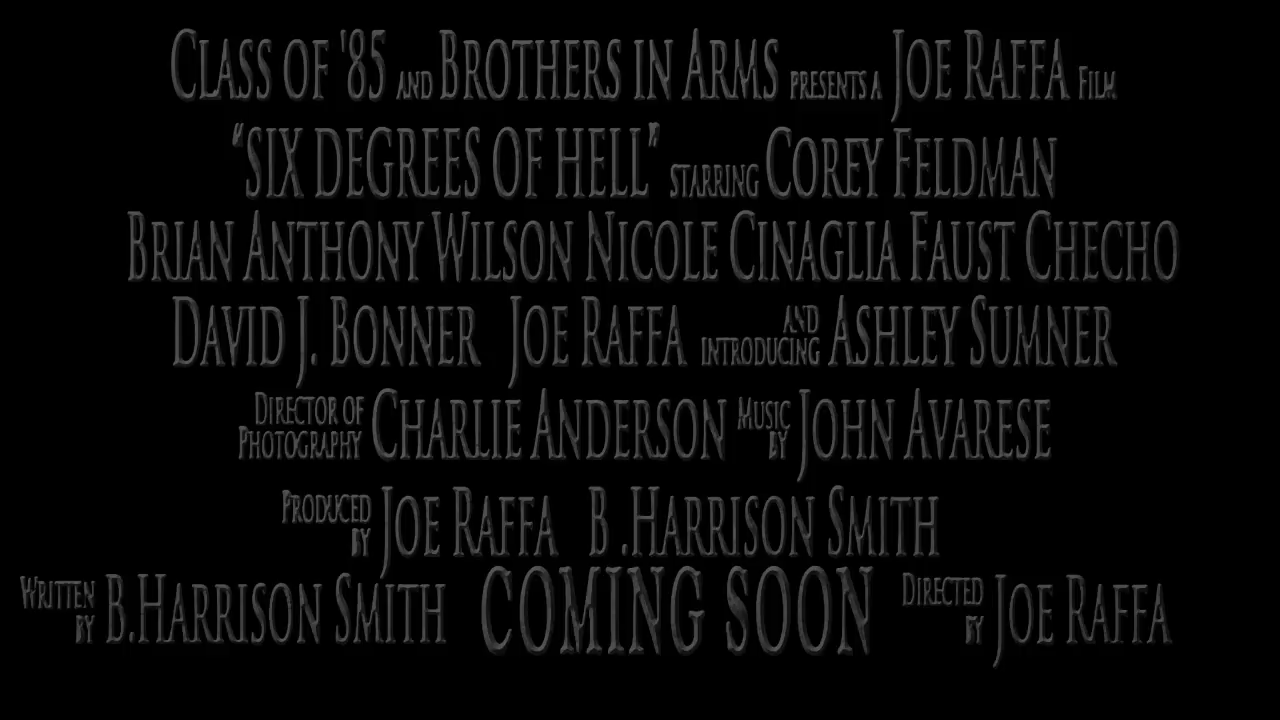 CLASS OF '85 AND BROTHERS IN ARMS PRESENTS A JOE RAFFA FILM
"SIX DEGREES OF HELL" STARRING COREY FELDMAN
BRIAN ANTHONY WILSON NICOLE CINAGLIA FAUST CHECHO
DAVID J. BONNER JOE RAFFA AND INTRODUCING ASHLEY SUMNER
DIRECTOR OF PHOTOGRAPHY CHARLIE ANDERSON MUSIC BY JOHN AVARESE
PRODUCED BY JOE RAFFA B .HARRISON SMITH
WRITTEN BY B.HARRISON SMITH COMING SOON DIRECTED BY JOE RAFFA